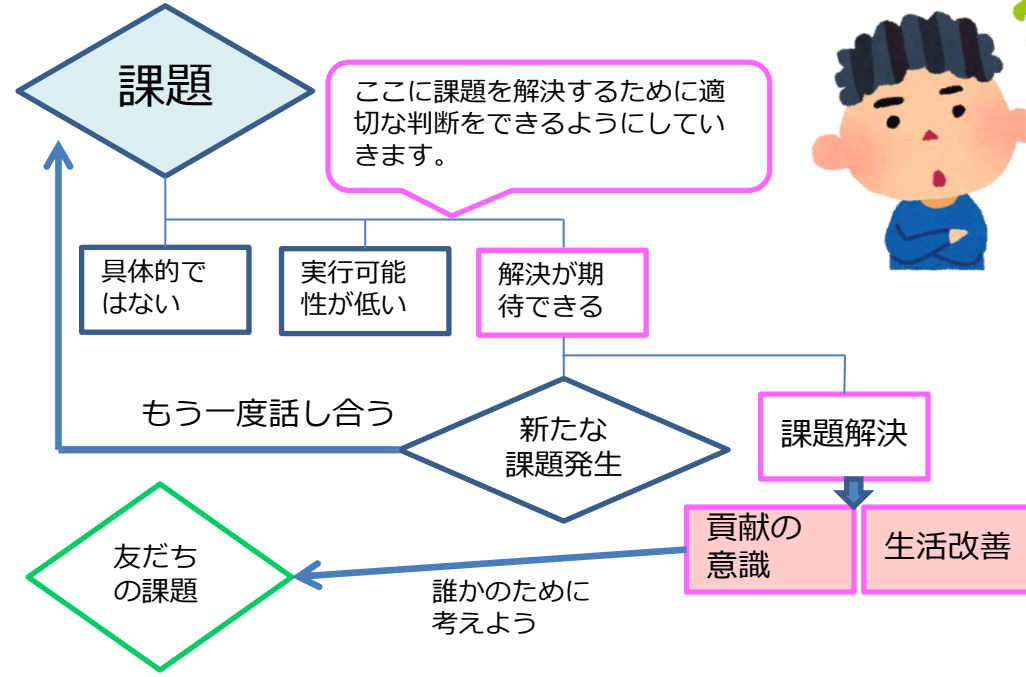 課題
ここに課題を解決するために適
切な判断をできるようにしてい
きます。
具体的で
はない
実行可能
性が低い
解決が期
待できる
もう一度話し合う
新たな
課題発生
課題解決
貢献の
意識
生活改善
友だち
の課題
誰かのために
考えよう